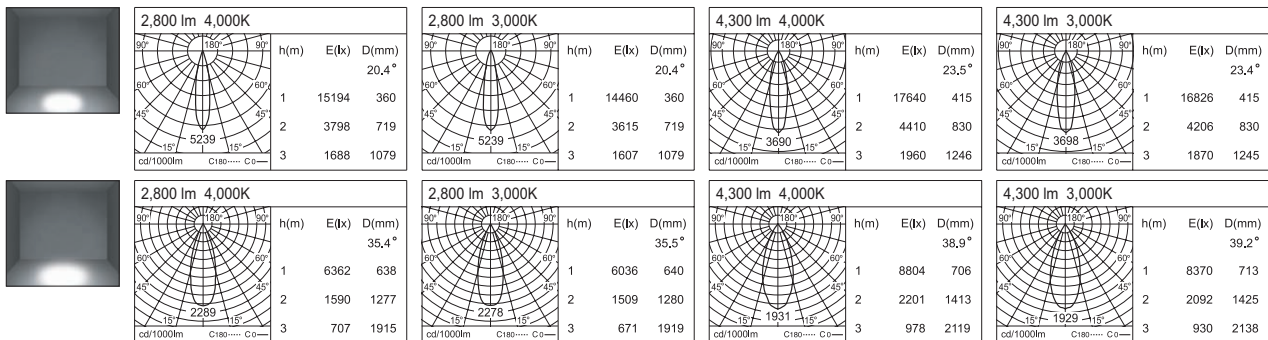 2,800 lm 4,000K
90° 180° 90°
60° 60°
45° 45°
15° 5239 15°
cd/1000lm C180····· C0—
h(m) E(lx) D(mm)
20.4°
1 15194 360
2 3798 719
3 1688 1079
2,800 lm 3,000K
90° 180° 90°
60° 60°
45° 45°
15° 5239 15°
cd/1000lm C180····· C0—
h(m) E(lx) D(mm)
20.4°
1 14460 360
2 3615 719
3 1607 1079
4,300 lm 4,000K
90° 180° 90°
60° 60°
45° 45°
15° 3690 15°
cd/1000lm C180····· C0—
h(m) E(lx) D(mm)
23.5°
1 17640 415
2 4410 830
3 1960 1246
4,300 lm 3,000K
90° 180° 90°
60° 60°
45° 45°
15° 3698 15°
cd/1000lm C180····· C0—
h(m) E(lx) D(mm)
23.4°
1 16826 415
2 4206 830
3 1870 1245
2,800 lm 4,000K
90° 180° 90°
60° 60°
45° 45°
15° 2289 15°
cd/1000lm C180····· C0—
h(m) E(lx) D(mm)
35.4°
1 6362 638
2 1590 1277
3 707 1915
2,800 lm 3,000K
90° 180° 90°
60° 60°
45° 45°
15° 2278 15°
cd/1000lm C180····· C0—
h(m) E(lx) D(mm)
35.5°
1 6036 640
2 1509 1280
3 671 1919
4,300 lm 4,000K
90° 180° 90°
60° 60°
45° 45°
15° 1931 15°
cd/1000lm C180····· C0—
h(m) E(lx) D(mm)
38.9°
1 8804 706
2 2201 1413
3 978 2119
4,300 lm 3,000K
90° 180° 90°
60° 60°
45° 45°
15° 1929 15°
cd/1000lm C180····· C0—
h(m) E(lx) D(mm)
39.2°
1 8370 713
2 2092 1425
3 930 2138